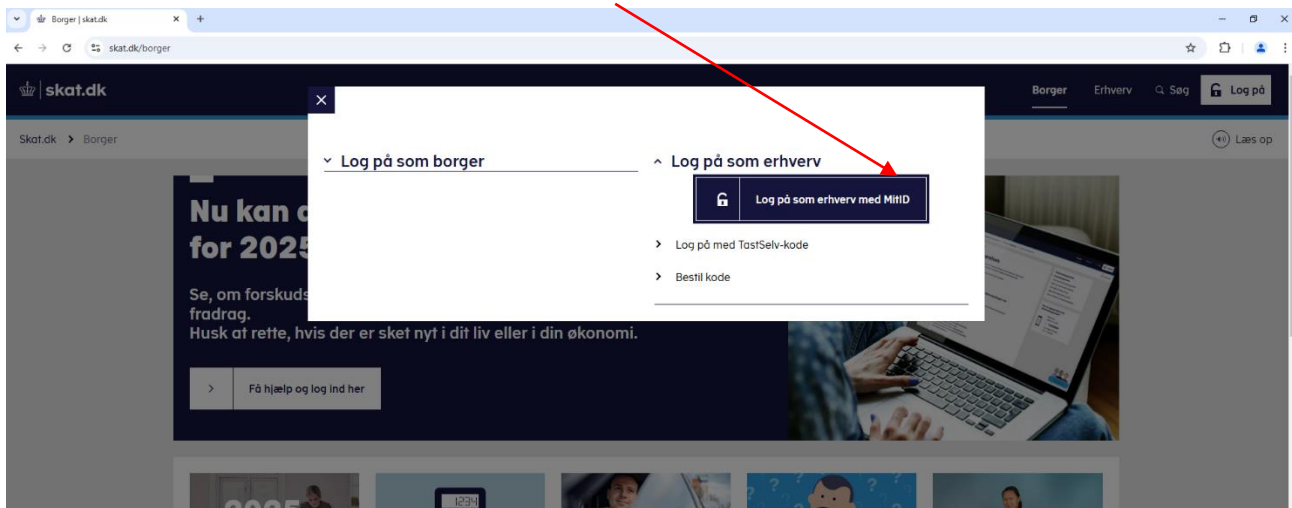 Borger | skat.dk
skat.dk/borger
skat.dk
Borger
Erhverv
Søg
Log på
Skat.dk
Borger
Læs op
Log på som borger
Log på som erhverv
Log på som erhverv med MitID
Log på med TastSelv-kode
Bestil kode
Nu kan
for 2025
Se, om forskuds
fradrag.
Husk at rette, hvis der er sket nyt i dit liv eller i din økonomi.
Få hjælp og log ind her
2025
1234